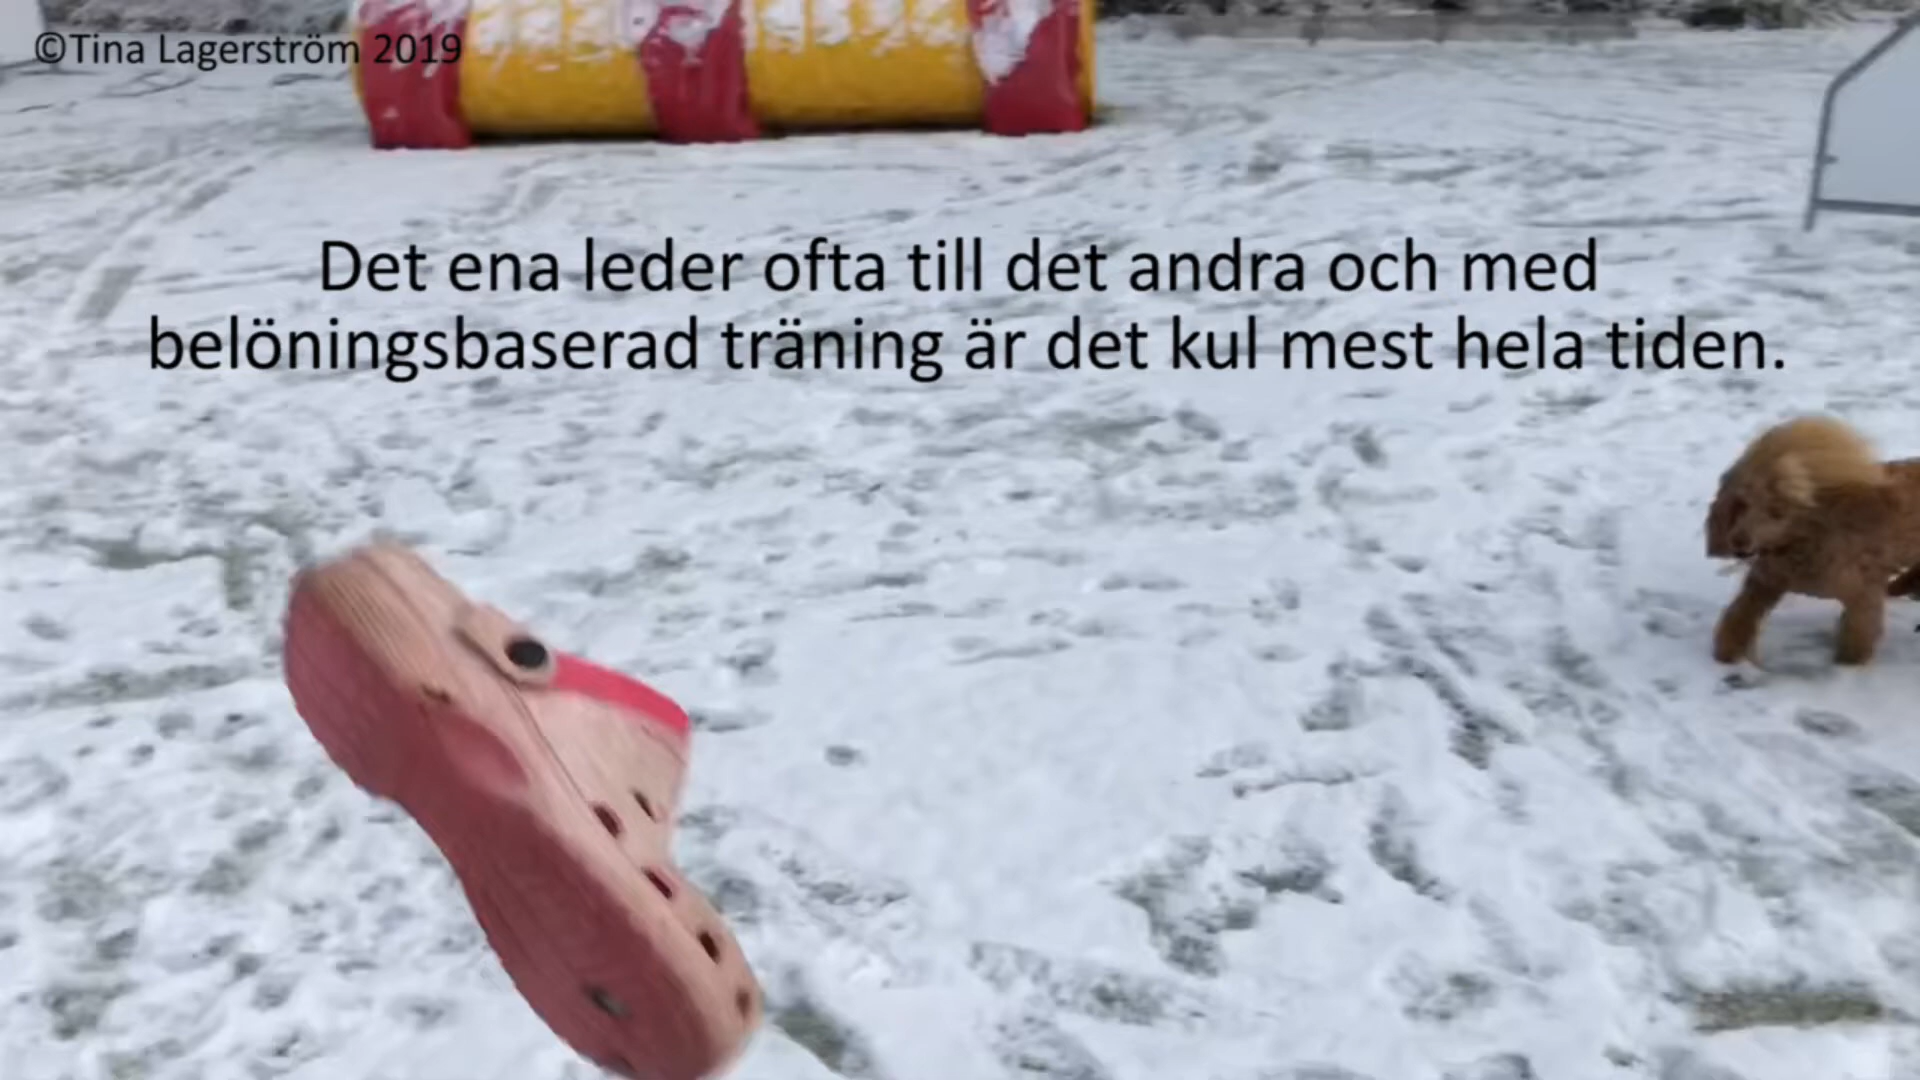 ©Tina Lagerström 2019
Det ena leder ofta till det andra och med
belöningsbaserad träning är det kul mest hela tiden.